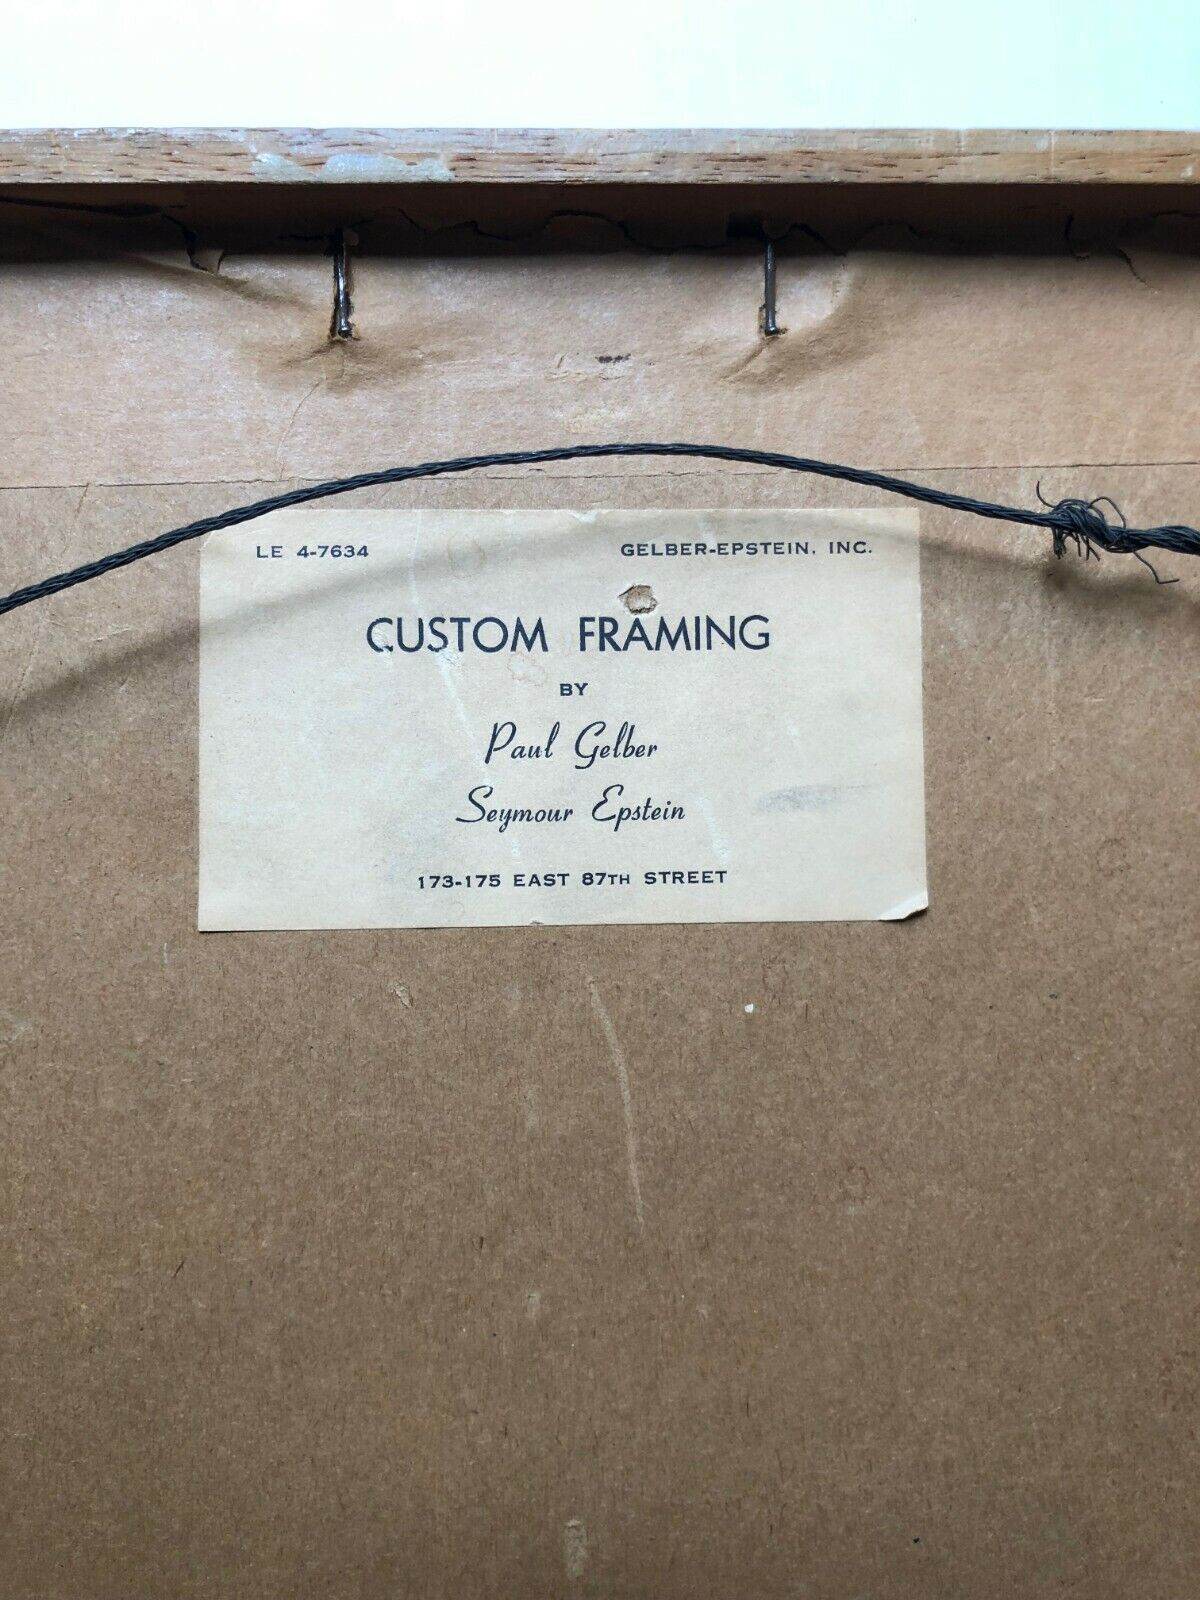 LE 4-7634 GELBER-EPSTEIN, INC.
CUSTOM FRAMING
BY
Paul Gelber
Seymour Epstein
173-175 EAST 87TH STREET